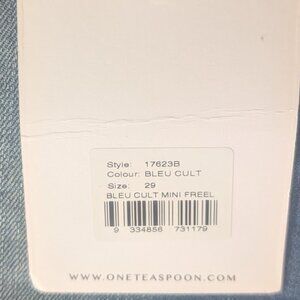 Style: 17623B
Colour: BLEU CULT
Size: 29
BLEU CULT MINI FREEL
9 334856 731179
WWW.ONETEASPOON.COM